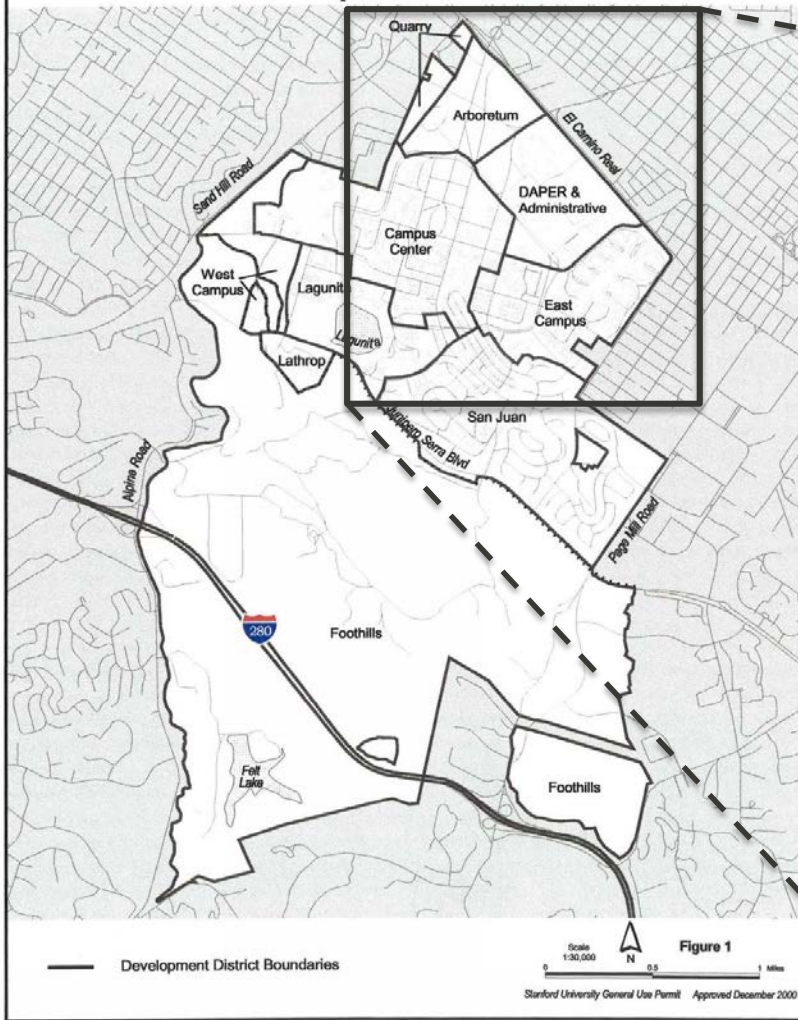 Quarry
Arboretum
El Camino Real
Sand Hill Road
DAPER &
Administrative
Campus
Center
West
Campus
Lagunita
East
Campus
Lagunita
Lathrop
San Juan
Junipero Serra Blvd
Alpine Road
Page Mill Road
280
Foothills
Felt
Lake
Foothills
Development District Boundaries
Scale
1:30,000
N
Figure 1
0 0.5 1 Miles
Stanford University General Use Permit Approved December 2000